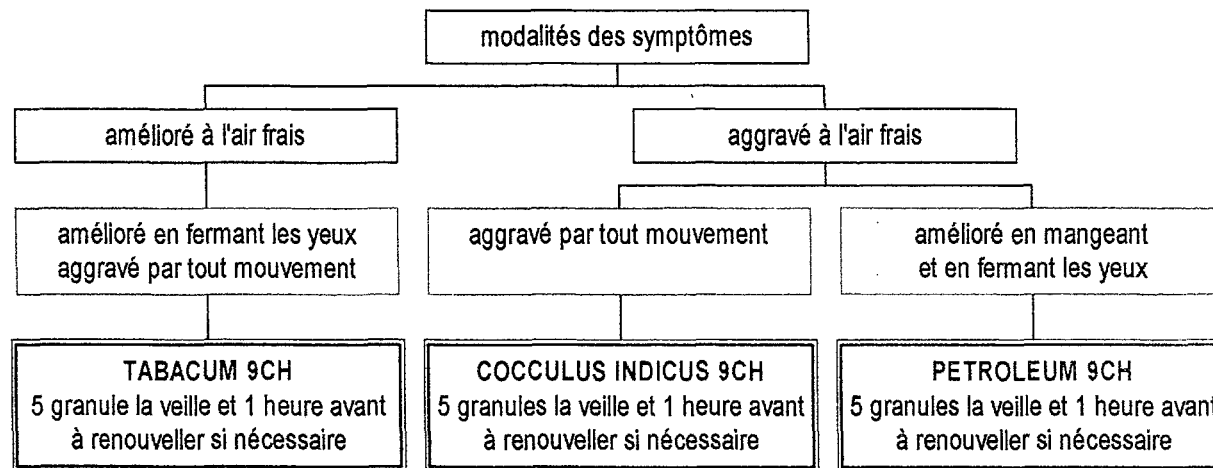 modalités des symptômes
amélioré à l'air frais
aggravé à l'air frais
amélioré en fermant les yeux
aggravé par tout mouvement
aggravé par tout mouvement
amélioré en mangeant
et en fermant les yeux
TABACUM 9CH
5 granule la veille et 1 heure avant
à renouveller si nécessaire
COCCULUS INDICUS 9CH
5 granules la veille et 1 heure avant
à renouveller si nécessaire
PETROLEUM 9CH
5 granules la veille et 1 heure avant
à renouveller si nécessaire